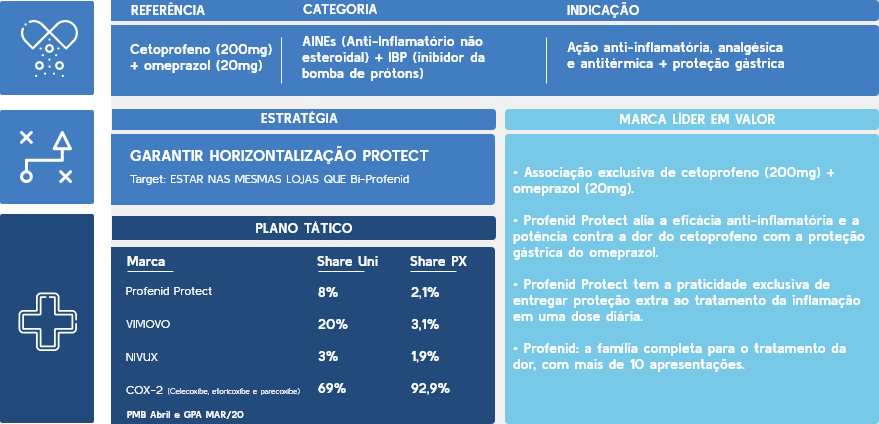 REFERÊNCIA
CATEGORIA
INDICAÇÃO
Cetoprofeno (200mg)
+ omeprazol (20mg)
AINEs (Anti-Inflamatório não
esteroidal) + IBP (inibidor da
bomba de prótons)
Ação anti-inflamatória, analgésica
e antitérmica + proteção gástrica
ESTRATÉGIA
GARANTIR HORIZONTALIZAÇÃO PROTECT
Target: ESTAR NAS MESMAS LOJAS QUE Bi-Profenid
PLANO TÁTICO
Marca Share Uni Share PX
Profenid Protect 8% 2,1%
VIMOVO 20% 3,1%
NIVUX 3% 1,9%
COX-2 (Celecoxibe, etoricoxibe e parecoxibe) 69% 92,9%
PMB Abril e GPA MAR/20
MARCA LÍDER EM VALOR
- Associação exclusiva de cetoprofeno (200mg) +
omeprazol (20mg).
- Profenid Protect alia a eficácia anti-inflamatória e a
potência contra a dor do cetoprofeno com a proteção
gástrica do omeprazol.
- Profenid Protect tem a praticidade exclusiva de
entregar proteção extra ao tratamento da inflamação
em uma dose diária.
- Profenid: a família completa para o tratamento da
dor, com mais de 10 apresentações.